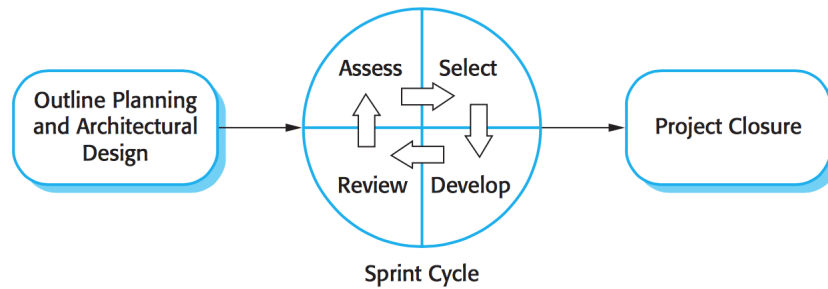 Outline Planning
and Architectural
Design
Assess
Select
Review
Develop
Sprint Cycle
Project Closure